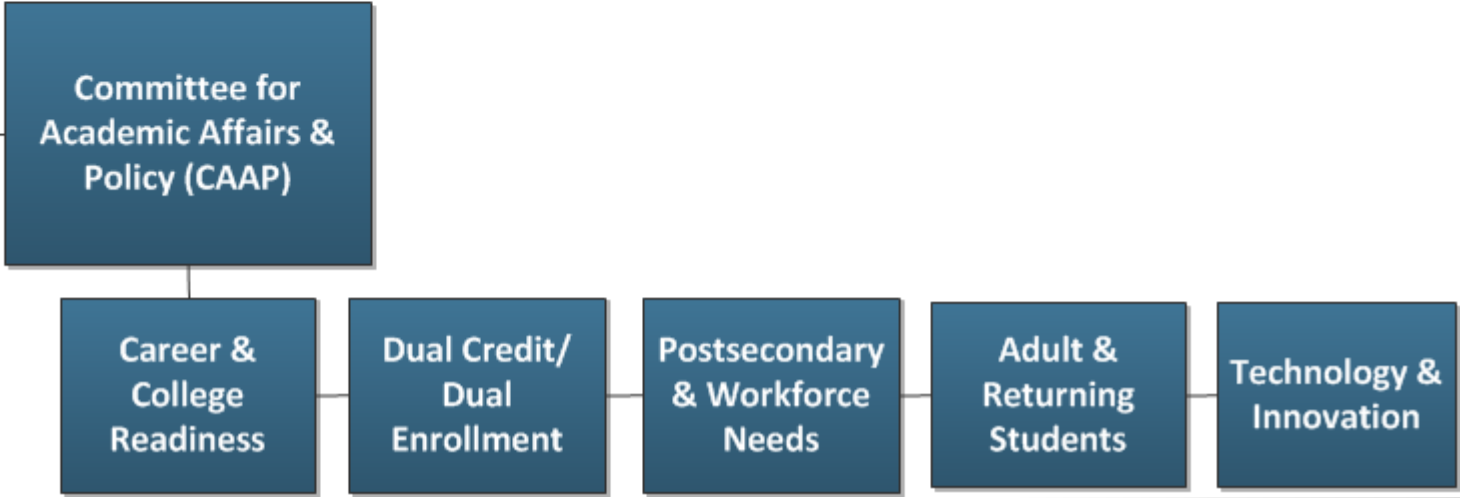 Committee for
Academic Affairs &
Policy (CAAP)
Career &
College
Readiness
Dual Credit/
Dual
Enrollment
Postsecondary
& Workforce
Needs
Adult &
Returning
Students
Technology &
Innovation